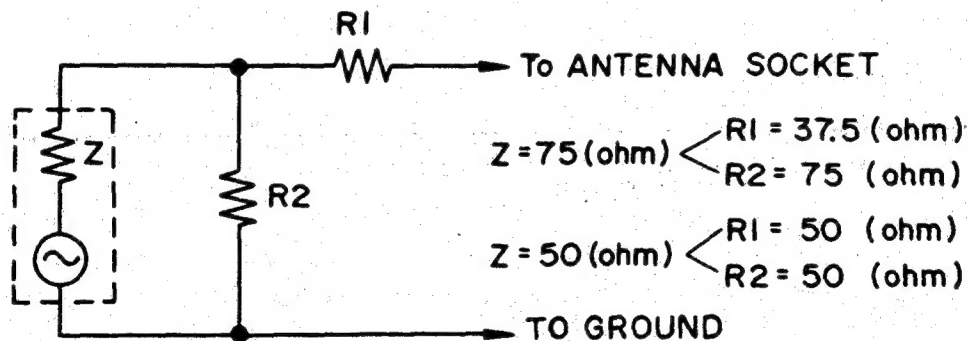 R1
To ANTENNA SOCKET
Z
R2
Z = 75 (ohm)
R1 = 37.5 (ohm)
R2 = 75 (ohm)
Z = 50 (ohm)
R1 = 50 (ohm)
R2 = 50 (ohm)
TO GROUND